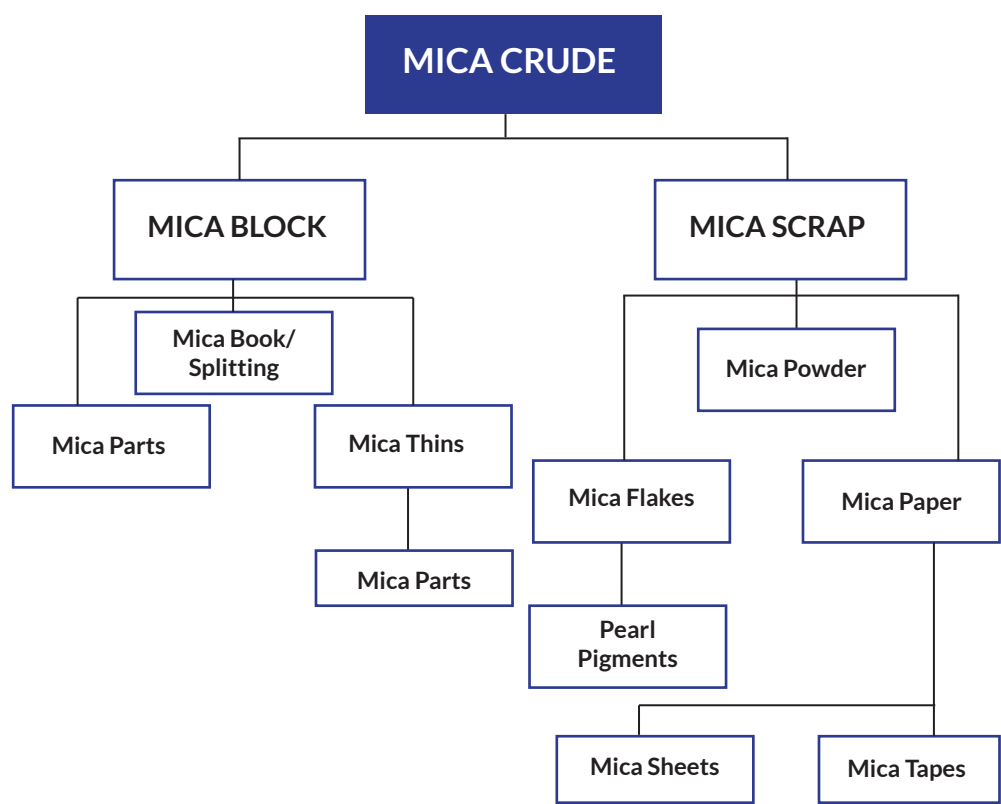 MICA CRUDE
MICA BLOCK
MICA SCRAP
Mica Book/
Splitting
Mica Powder
Mica Parts
Mica Thins
Mica Flakes
Mica Paper
Mica Parts
Pearl
Pigments
Mica Sheets
Mica Tapes